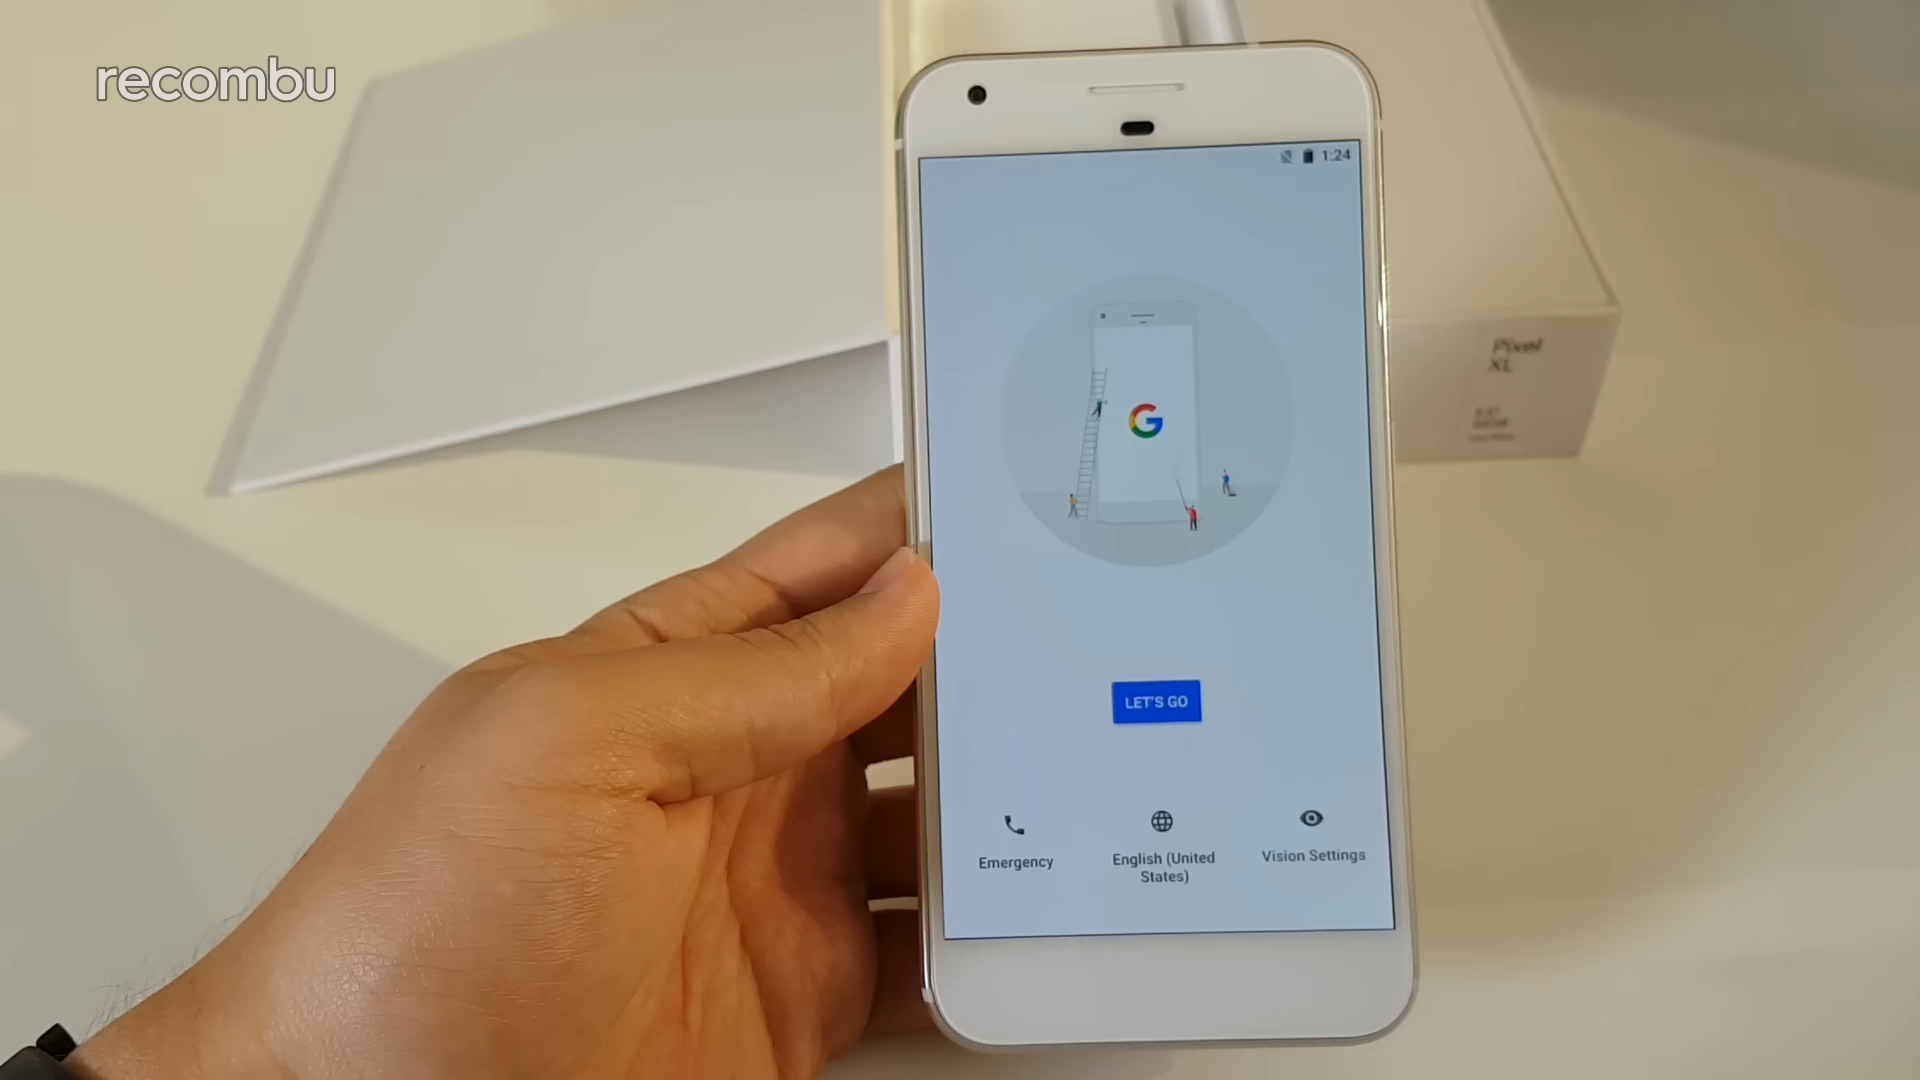 recombu
1:24
G
LET'S GO
Emergency
English (United
States)
Vision Settings
Pixel
XL